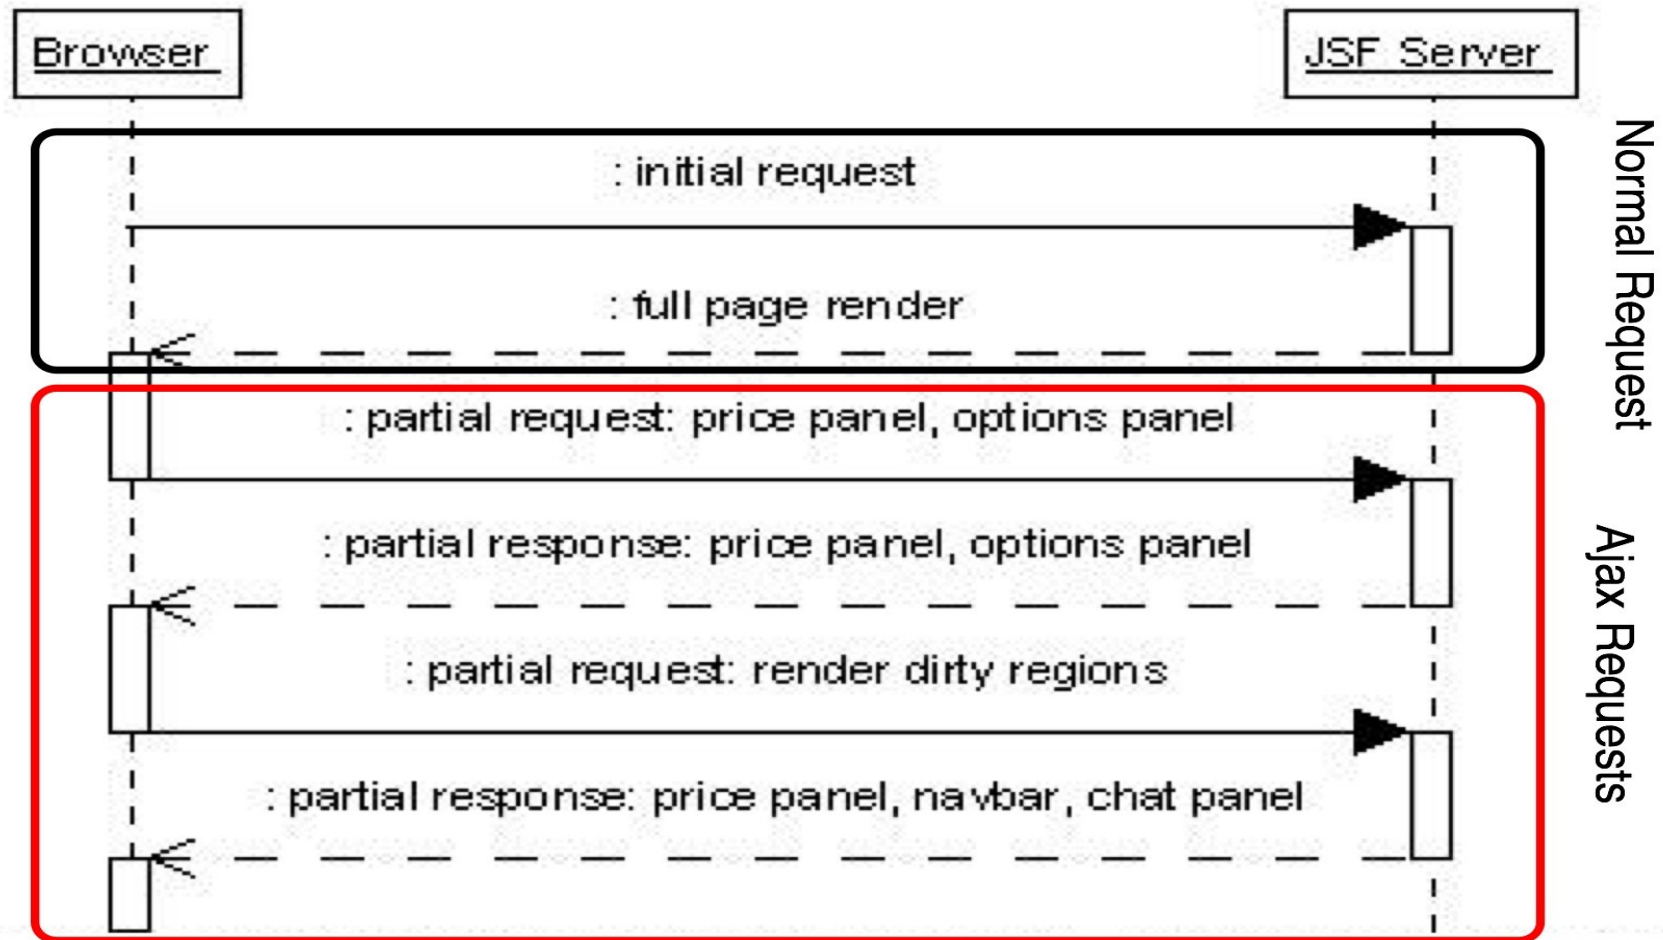 Browser
JSF Server
: initial request
: full page render
Normal Request
: partial request: price panel, options panel
: partial response: price panel, options panel
: partial request: render dirty regions
: partial response: price panel, navbar, chat panel
Ajax Requests